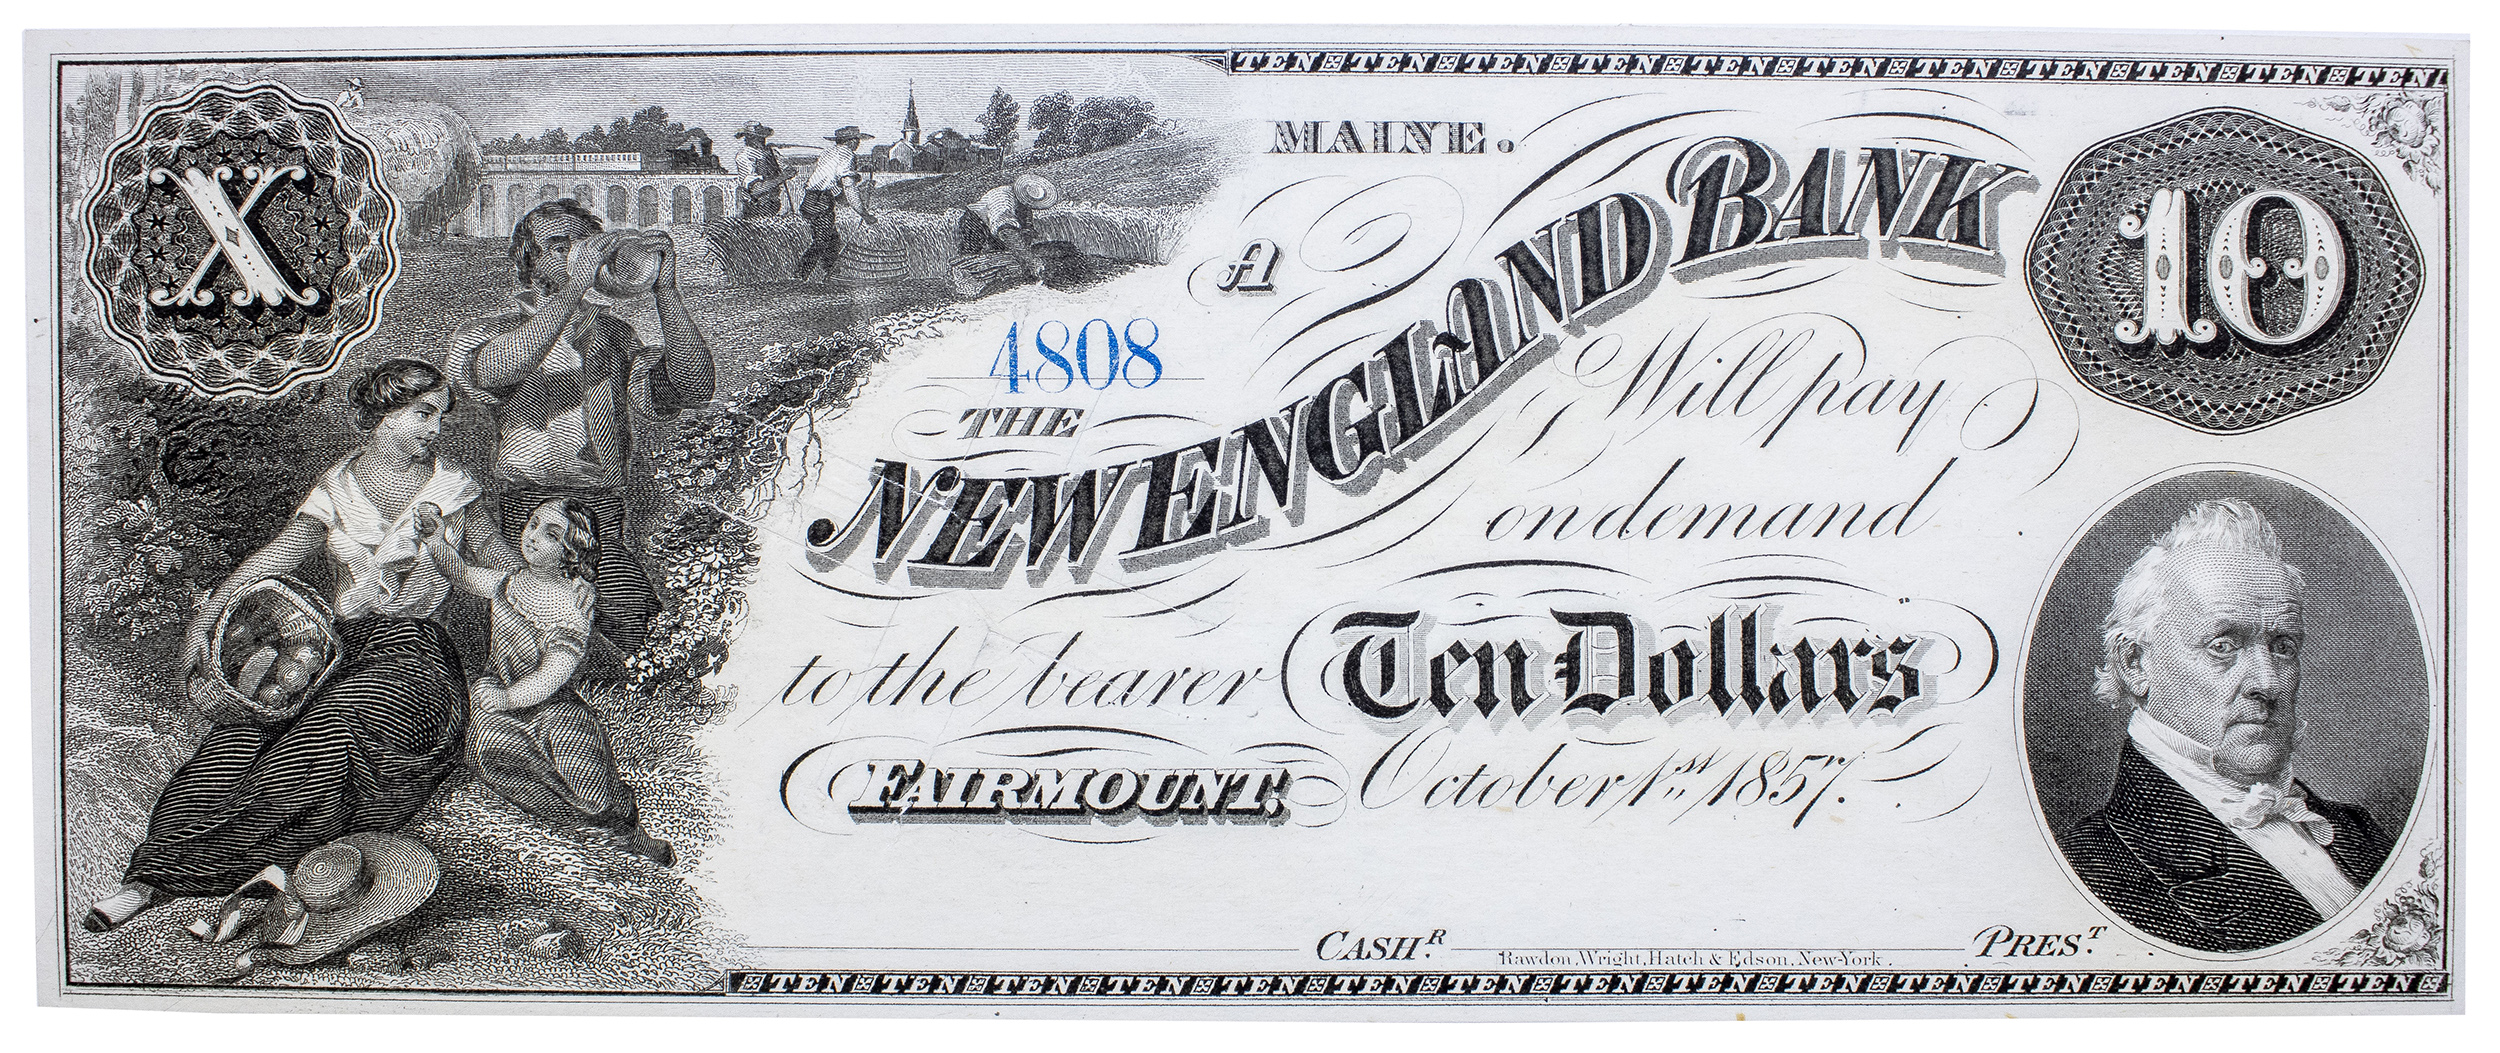 TEN TEN TEN TEN TEN TEN TEN TEN TEN TEN TEN
X
MAINE.
10
A
4808
THE
NEW ENGLAND BANK
Will pay
on demand
to the bearer Ten Dollars
FAIRMOUNT, October 1st 1857.
CASHR. PREST.
Rawdon, Wright, Hatch & Edson, New-York.
TEN TEN TEN TEN TEN TEN TEN TEN TEN TEN TEN TEN TEN TEN TEN